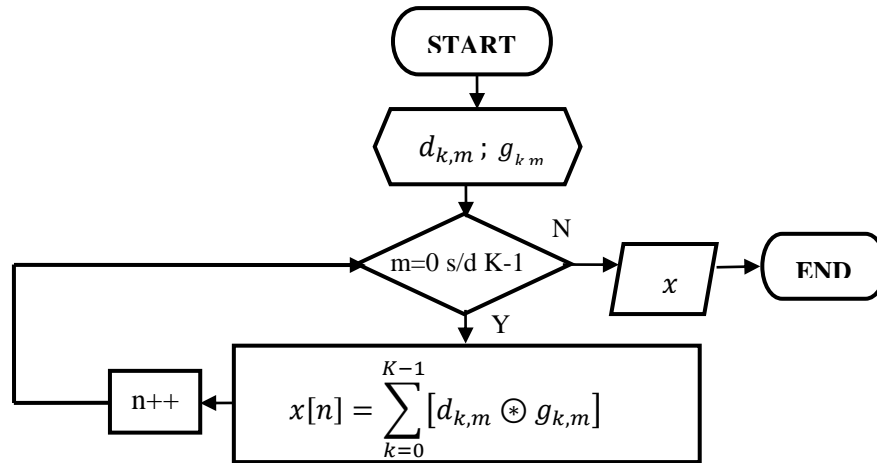 START
d_{k,m} ; g_{k,m}
m=0 s/d K-1
N
x
END
Y
x[n] = \sum_{k=0}^{K-1} [d_{k,m} ⊛ g_{k,m}]
n++